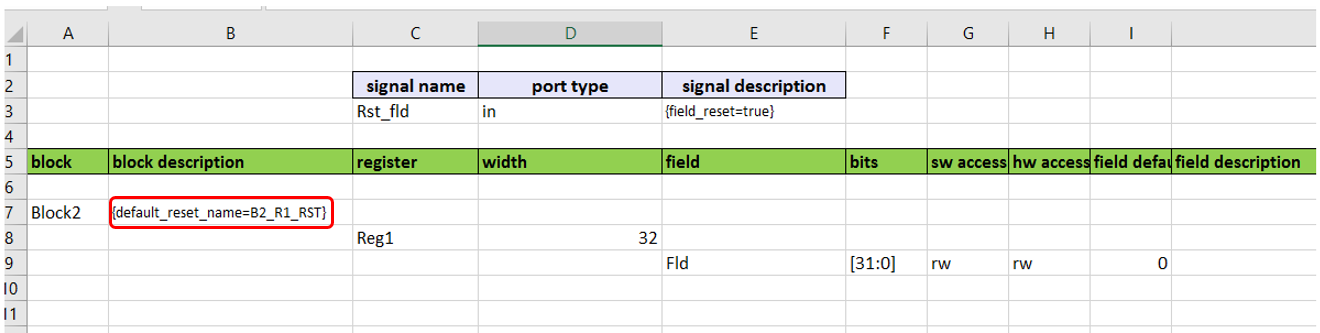 A B C D E F G H I
1
2 signal name port type signal description
3 Rst_fld in {field_reset=true}
4
5 block block description register width field bits sw access hw access field defau field description
6
7 Block2 {default_reset_name=B2_R1_RST}
8 Reg1 32
9 Fld [31:0] rw rw 0
10
11